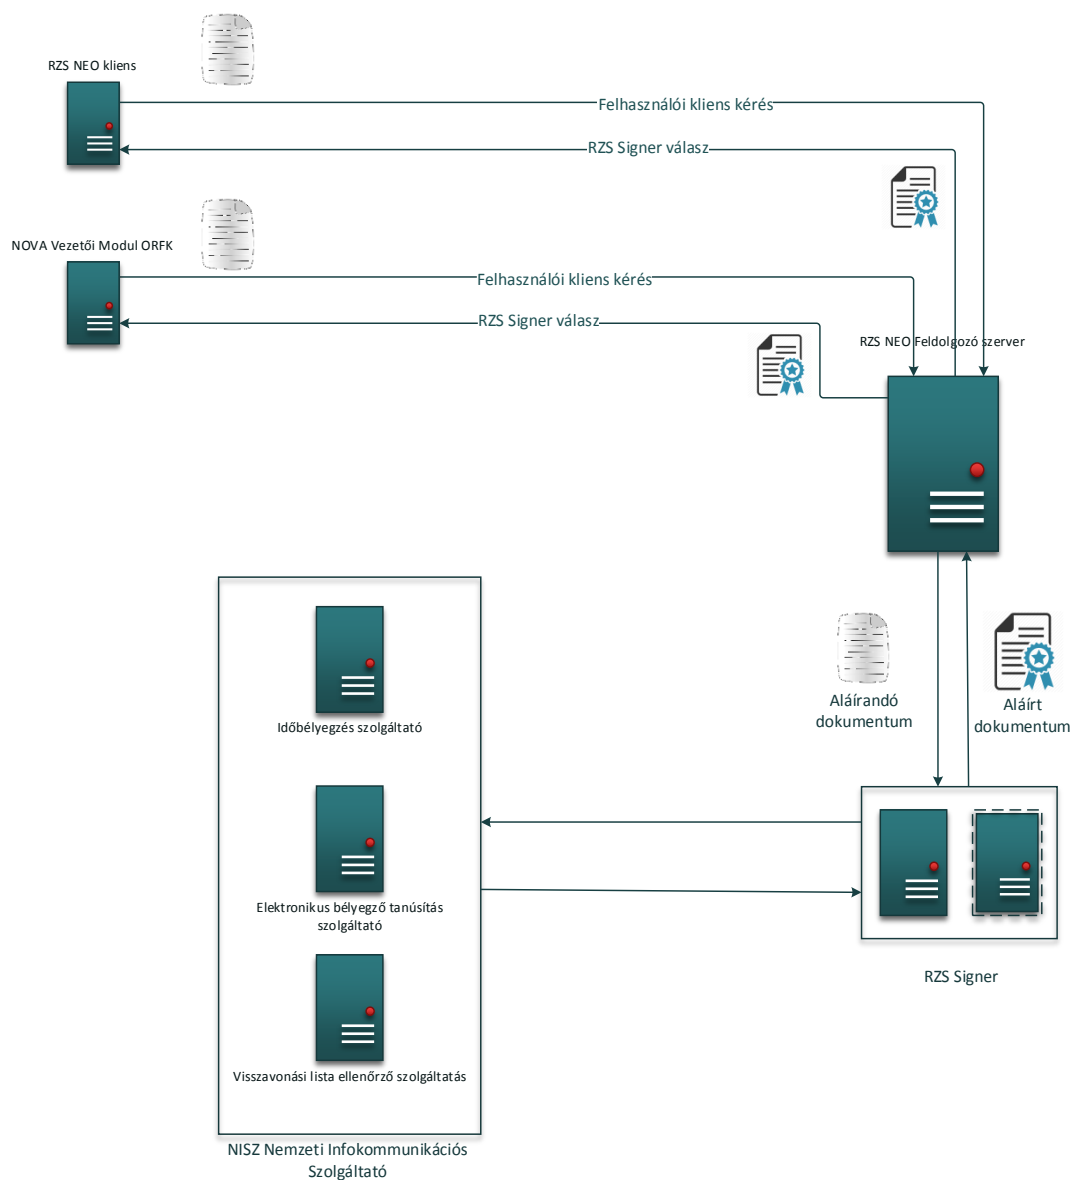 RZS NEO kliens
Felhasználói kliens kérés
RZS Signer válasz
NOVA Vezetői Modul ORFK
Felhasználói kliens kérés
RZS Signer válasz
RZS NEO Feldolgozó szerver
Aláírandó
dokumentum
Aláírt
dokumentum
Időbélyegzés szolgáltató
Elektronikus bélyegző tanúsítás
szolgáltató
RZS Signer
Visszavonási lista ellenőrző szolgáltatás
NISZ Nemzeti Infokommunikációs
Szolgáltató